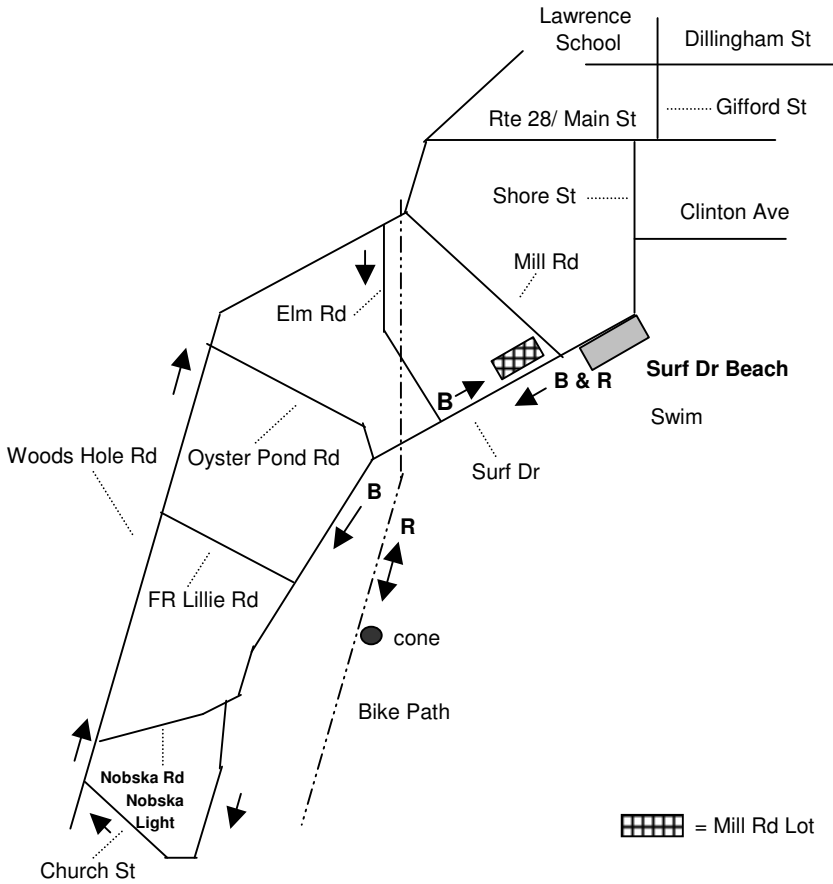 Lawrence
School
Dillingham St
Gifford St
Rte 28/ Main St
Shore St
Clinton Ave
Mill Rd
Elm Rd
B & R
Surf Dr Beach
B
Swim
Woods Hole Rd
Oyster Pond Rd
Surf Dr
B
R
FR Lillie Rd
cone
Bike Path
Nobska Rd
Nobska
Light
= Mill Rd Lot
Church St